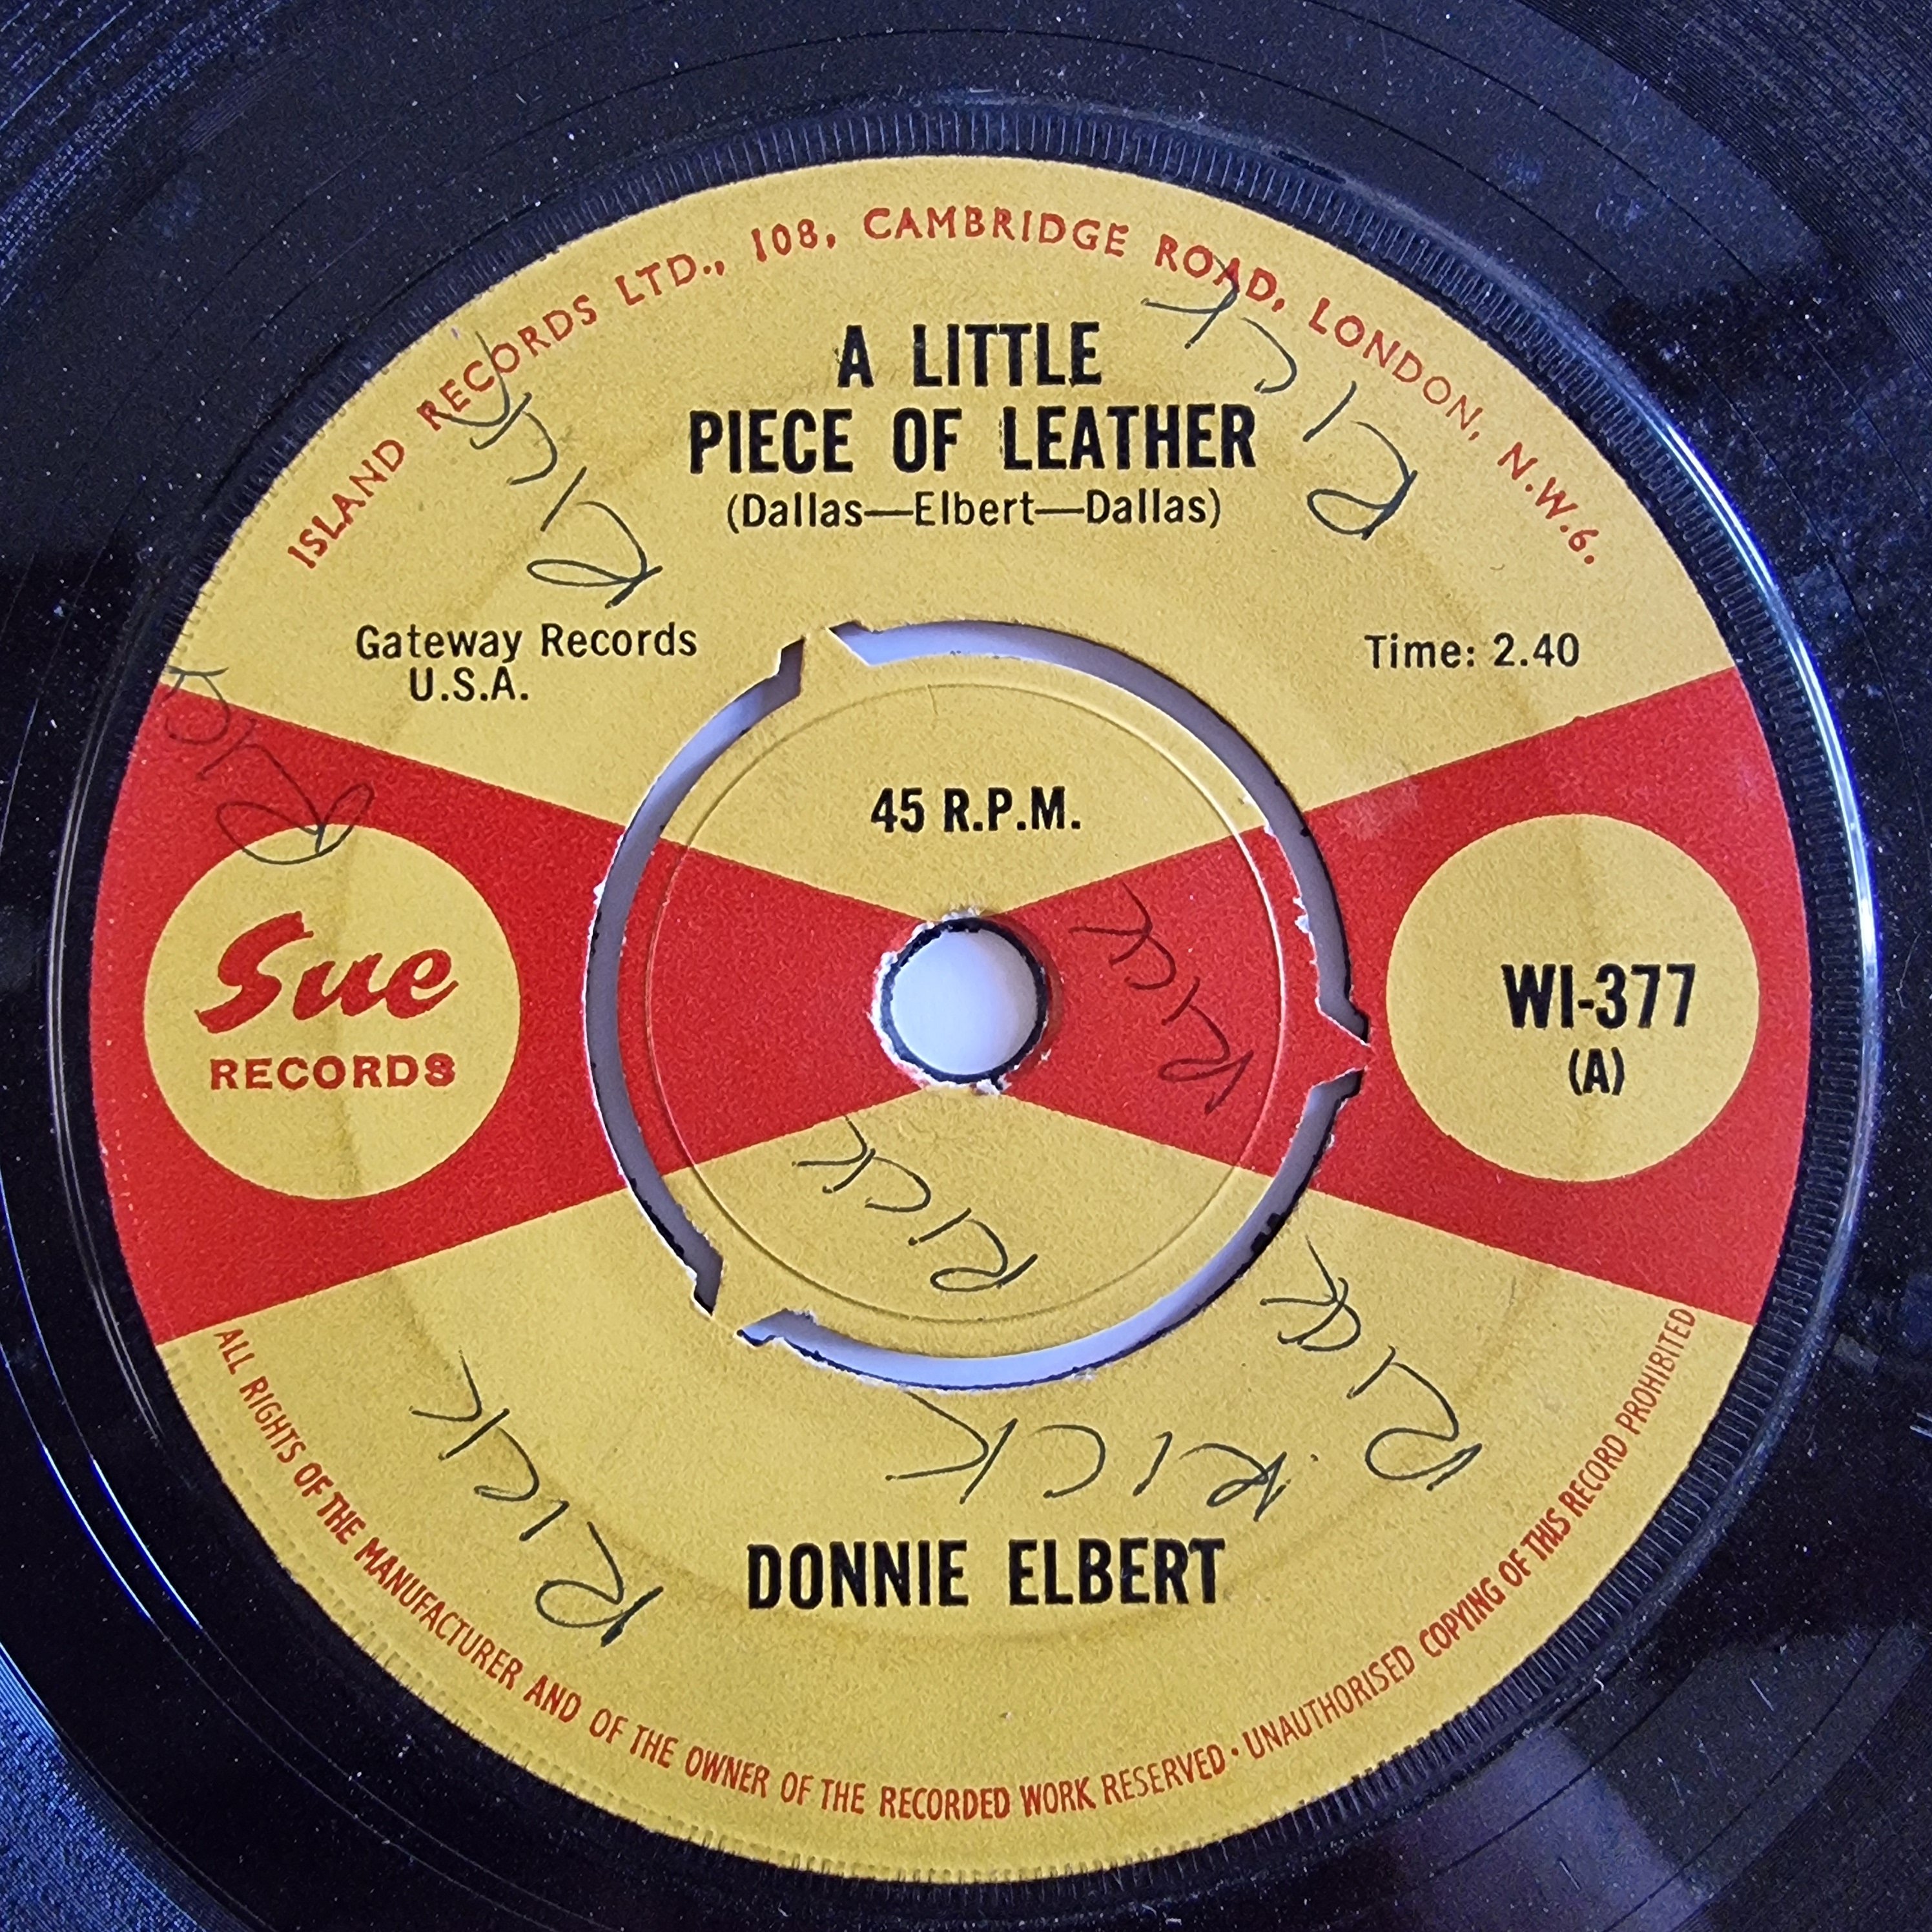 ISLAND RECORDS LTD., 108, CAMBRIDGE ROAD, LONDON, N.W.6.
A LITTLE
PIECE OF LEATHER
(Dallas—Elbert—Dallas)
RICK
RICK
Gateway Records
U.S.A.
Time: 2.40
RICK
45 R.P.M.
Sue
RECORDS
RICK
WI-377
(A)
RICK
RICK
RICK
R.RICK
DONNIE ELBERT
ALL RIGHTS OF THE MANUFACTURER AND OF THE OWNER OF THE RECORDED WORK RESERVED · UNAUTHORISED COPYING OF THIS RECORD PROHIBITED